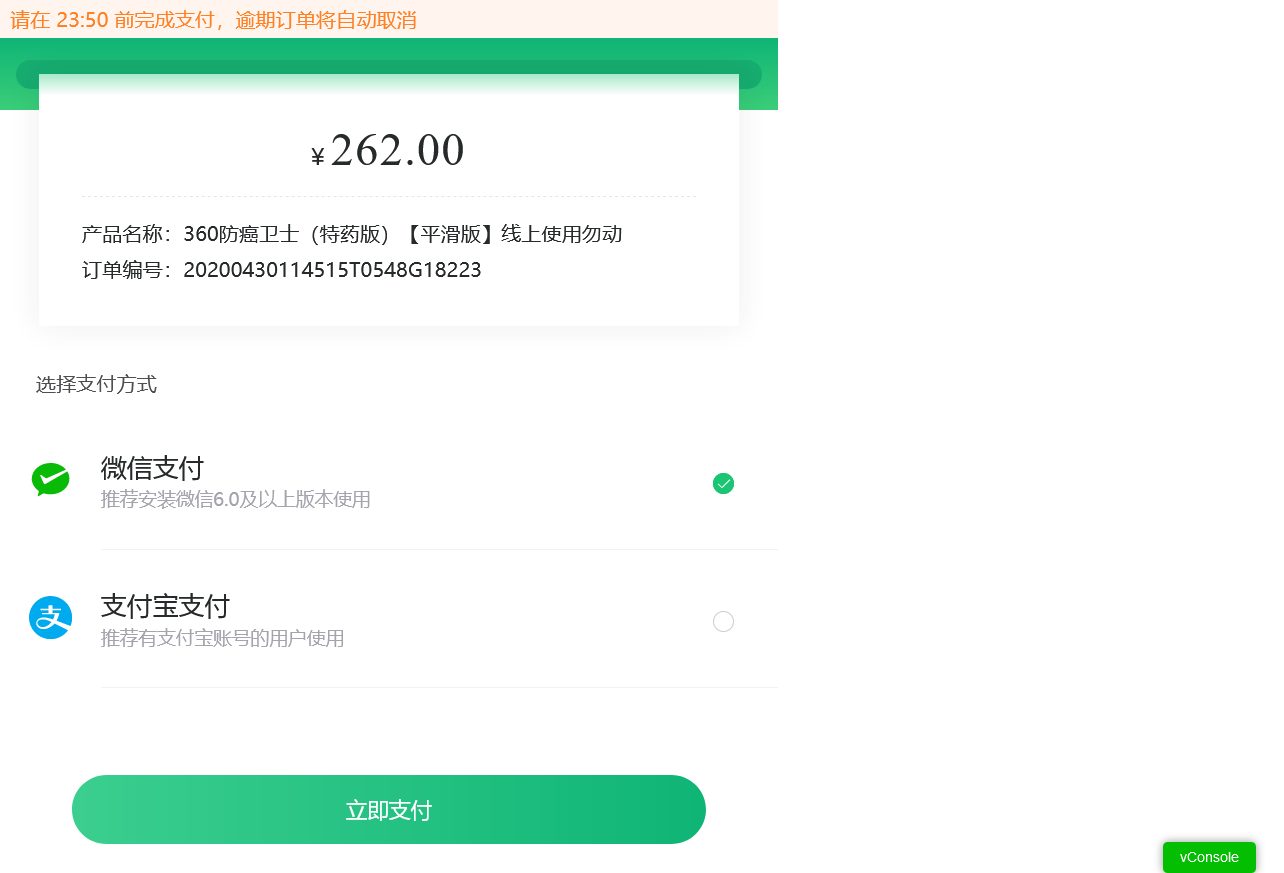 请在 23:50 前完成支付，逾期订单将自动取消
¥262.00
产品名称：360防癌卫士（特药版）【平滑版】线上使用勿动
订单编号：20200430114515T0548G18223
选择支付方式
微信支付
推荐安装微信6.0及以上版本使用
支
支付宝支付
推荐有支付宝账号的用户使用
立即支付
vConsole